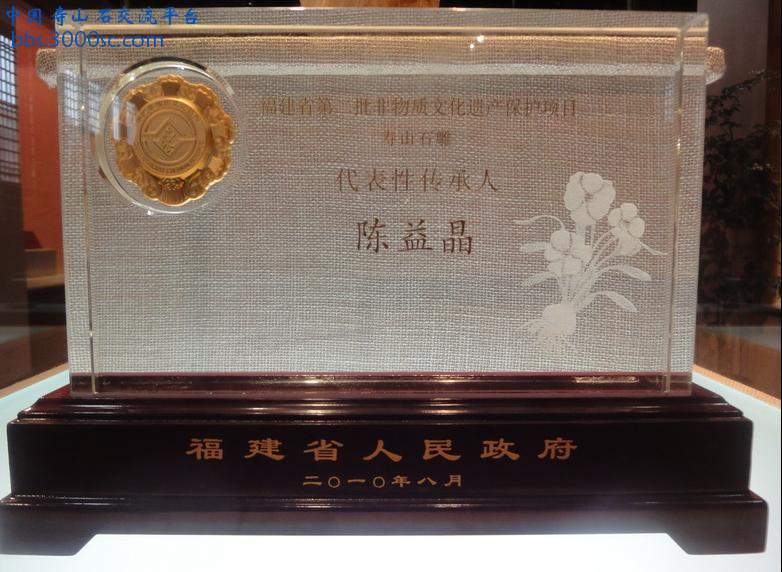 中国寿山石交流平台
bbs.3000sc.com
福建省第二批非物质文化遗产保护项目
寿山石雕
代表性传承人
陈益晶
福建省人民政府
二〇一〇年八月